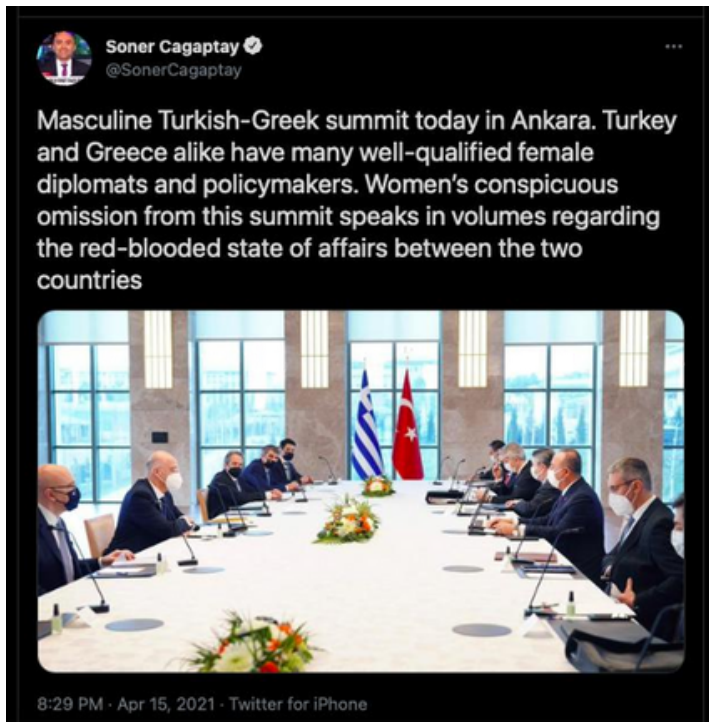 Soner Cagaptay
@SonerCagaptay
Masculine Turkish-Greek summit today in Ankara. Turkey
and Greece alike have many well-qualified female
diplomats and policymakers. Women's conspicuous
omission from this summit speaks in volumes regarding
the red-blooded state of affairs between the two
countries
8:29 PM · Apr 15, 2021 · Twitter for iPhone